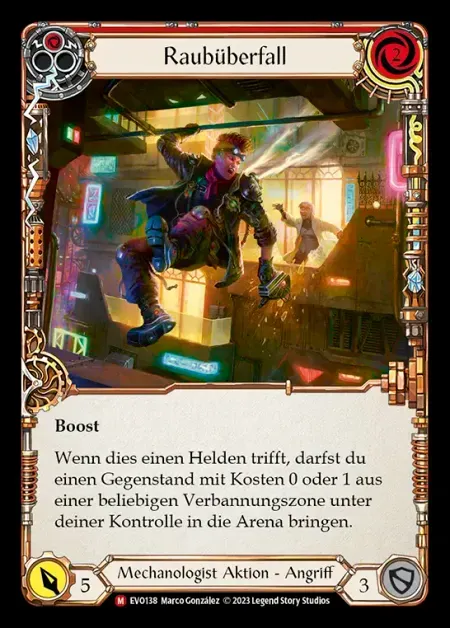 Raubüberfall
2
Boost
Wenn dies einen Helden trifft, darfst du
einen Gegenstand mit Kosten 0 oder 1 aus
einer beliebigen Verbannungszone unter
deiner Kontrolle in die Arena bringen.
5
Mechanologist Aktion - Angriff
3
M EVO138 Marco González © 2023 Legend Story Studios